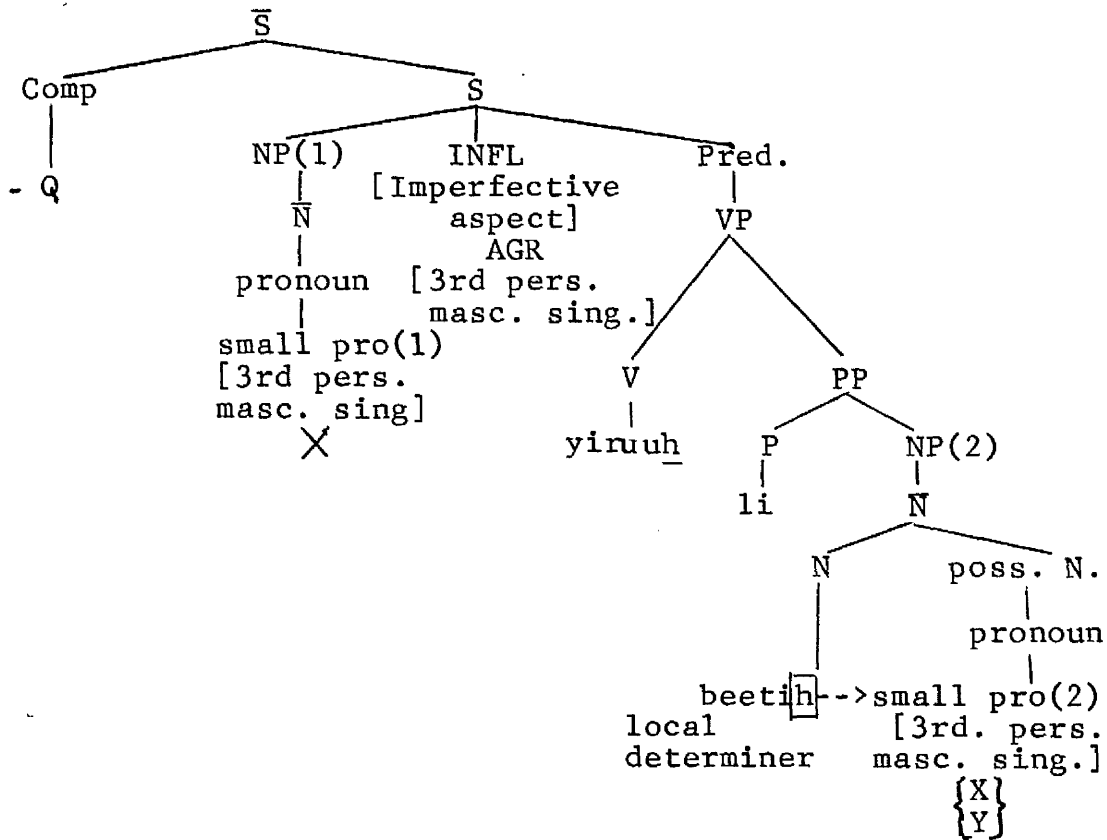 S̅
Comp S
NP(1) INFL Pred.
- Q [Imperfective
N̅ aspect] VP
AGR
pronoun [3rd pers.
masc. sing.]
small pro(1)
[3rd pers. V PP
masc. sing]
X yiruuẖ P NP(2)
li N̅
N poss. N.
pronoun
beetih-->small pro(2)
local [3rd. pers.
determiner masc. sing.]
{X
Y}